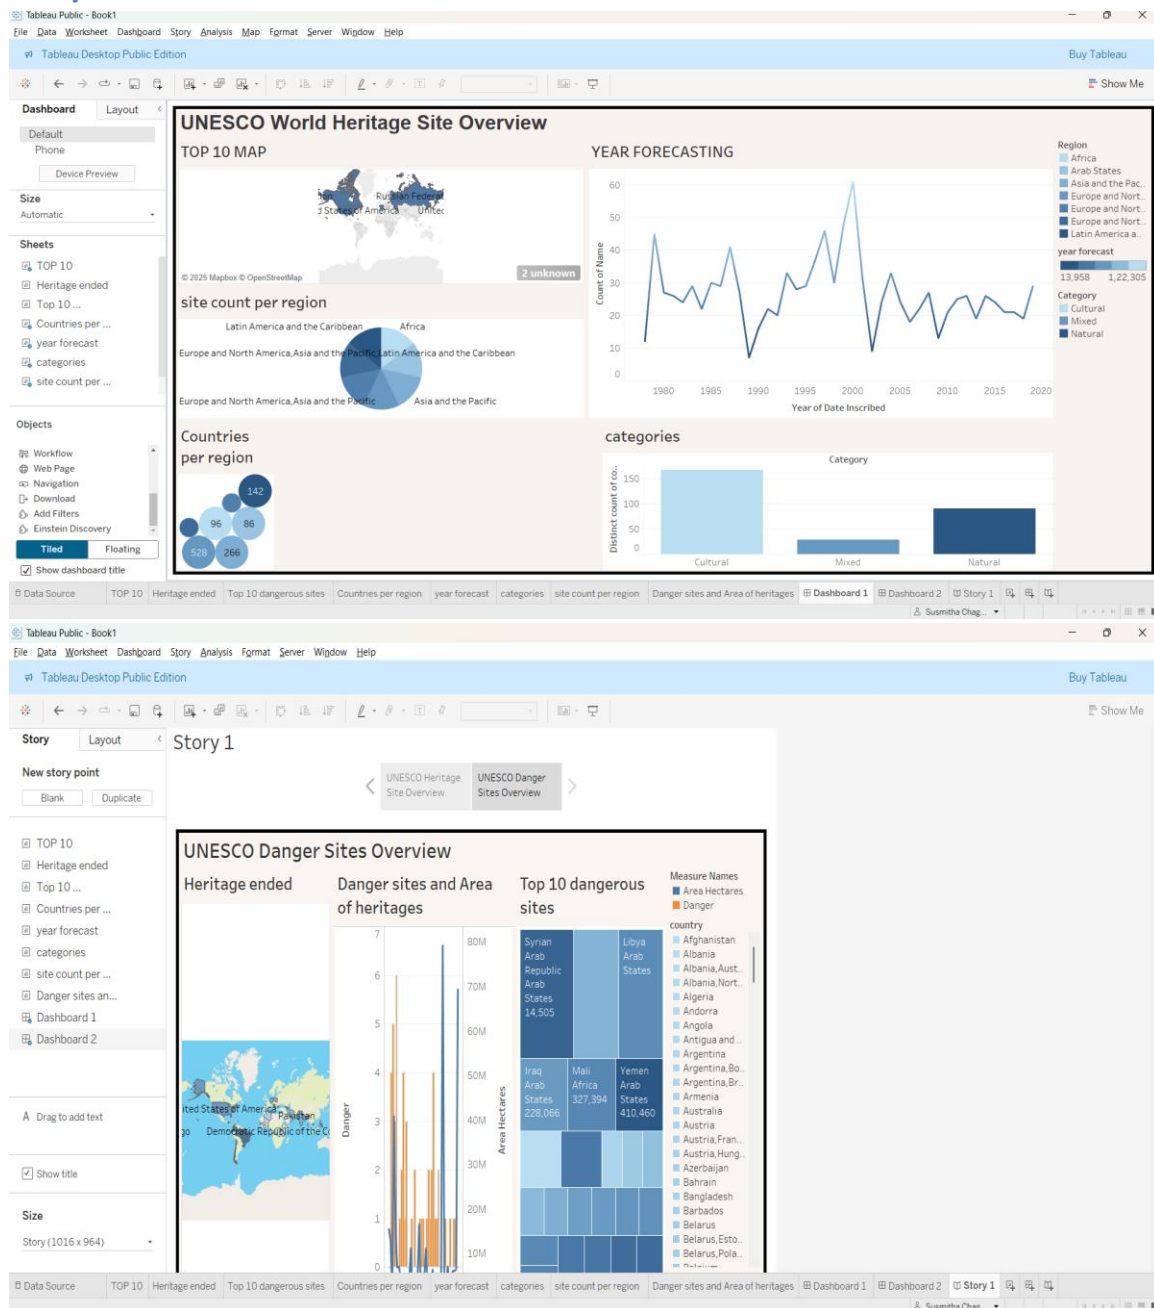 Tableau Public - Book1
File Data Worksheet Dashboard Story Analysis Map Format Server Window Help
Tableau Desktop Public Edition
Buy Tableau
Show Me
Dashboard Layout
Default
Phone
Device Preview
Size
Automatic
Sheets
TOP 10
Heritage ended
Top 10 ...
Countries per ...
year forecast
categories
site count per ...
Objects
Workflow
Web Page
Navigation
Download
Add Filters
Einstein Discovery
Tiled Floating
Show dashboard title
UNESCO World Heritage Site Overview
TOP 10 MAP
Russian Federat
d States of America
United
© 2025 Mapbox © OpenStreetMap
2 unknown
site count per region
Latin America and the Caribbean
Africa
Europe and North America,Asia and the Pacific,Latin America and the Caribbean
Europe and North America,Asia and the Pacific
Asia and the Pacific
Countries
per region
142
96
86
528
266
YEAR FORECASTING
Count of Name
60
50
40
30
20
10
0
1980 1985 1990 1995 2000 2005 2010 2015 2020
Year of Date Inscribed
categories
Category
Distinct count of co..
150
100
50
0
Cultural Mixed Natural
Region
Africa
Arab States
Asia and the Pac..
Europe and Nort..
Europe and Nort..
Europe and Nort..
Latin America a..
year forecast
13,958 1,22,305
Category
Cultural
Mixed
Natural
Data Source TOP 10 Heritage ended Top 10 dangerous sites Countries per region year forecast categories site count per region Danger sites and Area of heritages Dashboard 1 Dashboard 2 Story 1
Susmitha Chag...
Tableau Public - Book1
File Data Worksheet Dashboard Story Analysis Format Server Window Help
Tableau Desktop Public Edition
Buy Tableau
Show Me
Story Layout
New story point
Blank Duplicate
TOP 10
Heritage ended
Top 10 ...
Countries per ...
year forecast
categories
site count per ...
Danger sites an...
Dashboard 1
Dashboard 2
A Drag to add text
Show title
Size
Story (1016 x 964)
Story 1
UNESCO Heritage
Site Overview
UNESCO Danger
Sites Overview
UNESCO Danger Sites Overview
Heritage ended
ited States of America
Pakistan
go
Democratic Republic of the C
Danger sites and Area
of heritages
Danger
7
6
5
4
3
2
1
0
80M
70M
60M
50M
40M
30M
20M
10M
Area Hectares
Top 10 dangerous
sites
Syrian
Arab
Republic
Arab
States
14,505
Libya
Arab
States
Iraq
Arab
States
228,066
Mali
Africa
327,394
Yemen
Arab
States
410,460
Measure Names
Area Hectares
Danger
country
Afghanistan
Albania
Albania,Aust..
Albania,Nort..
Algeria
Andorra
Angola
Antigua and ..
Argentina
Argentina,Bo..
Argentina,Br..
Armenia
Australia
Austria
Austria,Fran..
Austria,Hung..
Azerbaijan
Bahrain
Bangladesh
Barbados
Belarus
Belarus,Esto..
Belarus,Pola..
Belgium
Data Source TOP 10 Heritage ended Top 10 dangerous sites Countries per region year forecast categories site count per region Danger sites and Area of heritages Dashboard 1 Dashboard 2 Story 1
Susmitha Chag...